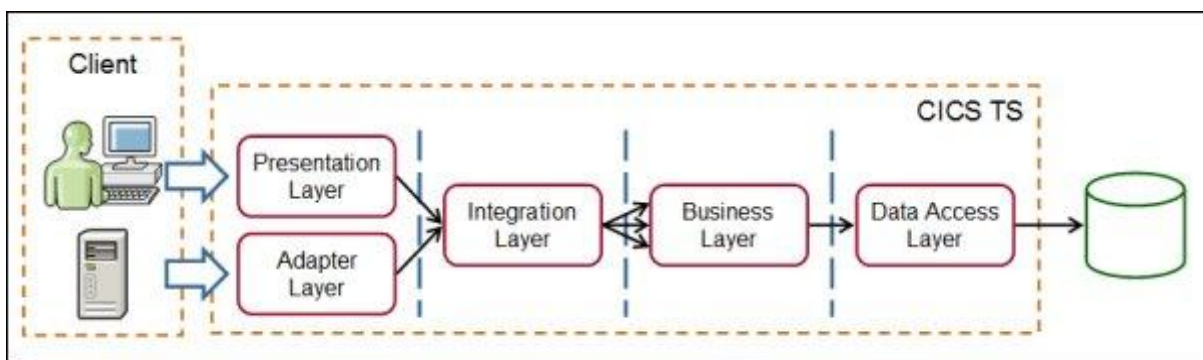 Client
CICS TS
Presentation
Layer
Adapter
Layer
Integration
Layer
Business
Layer
Data Access
Layer